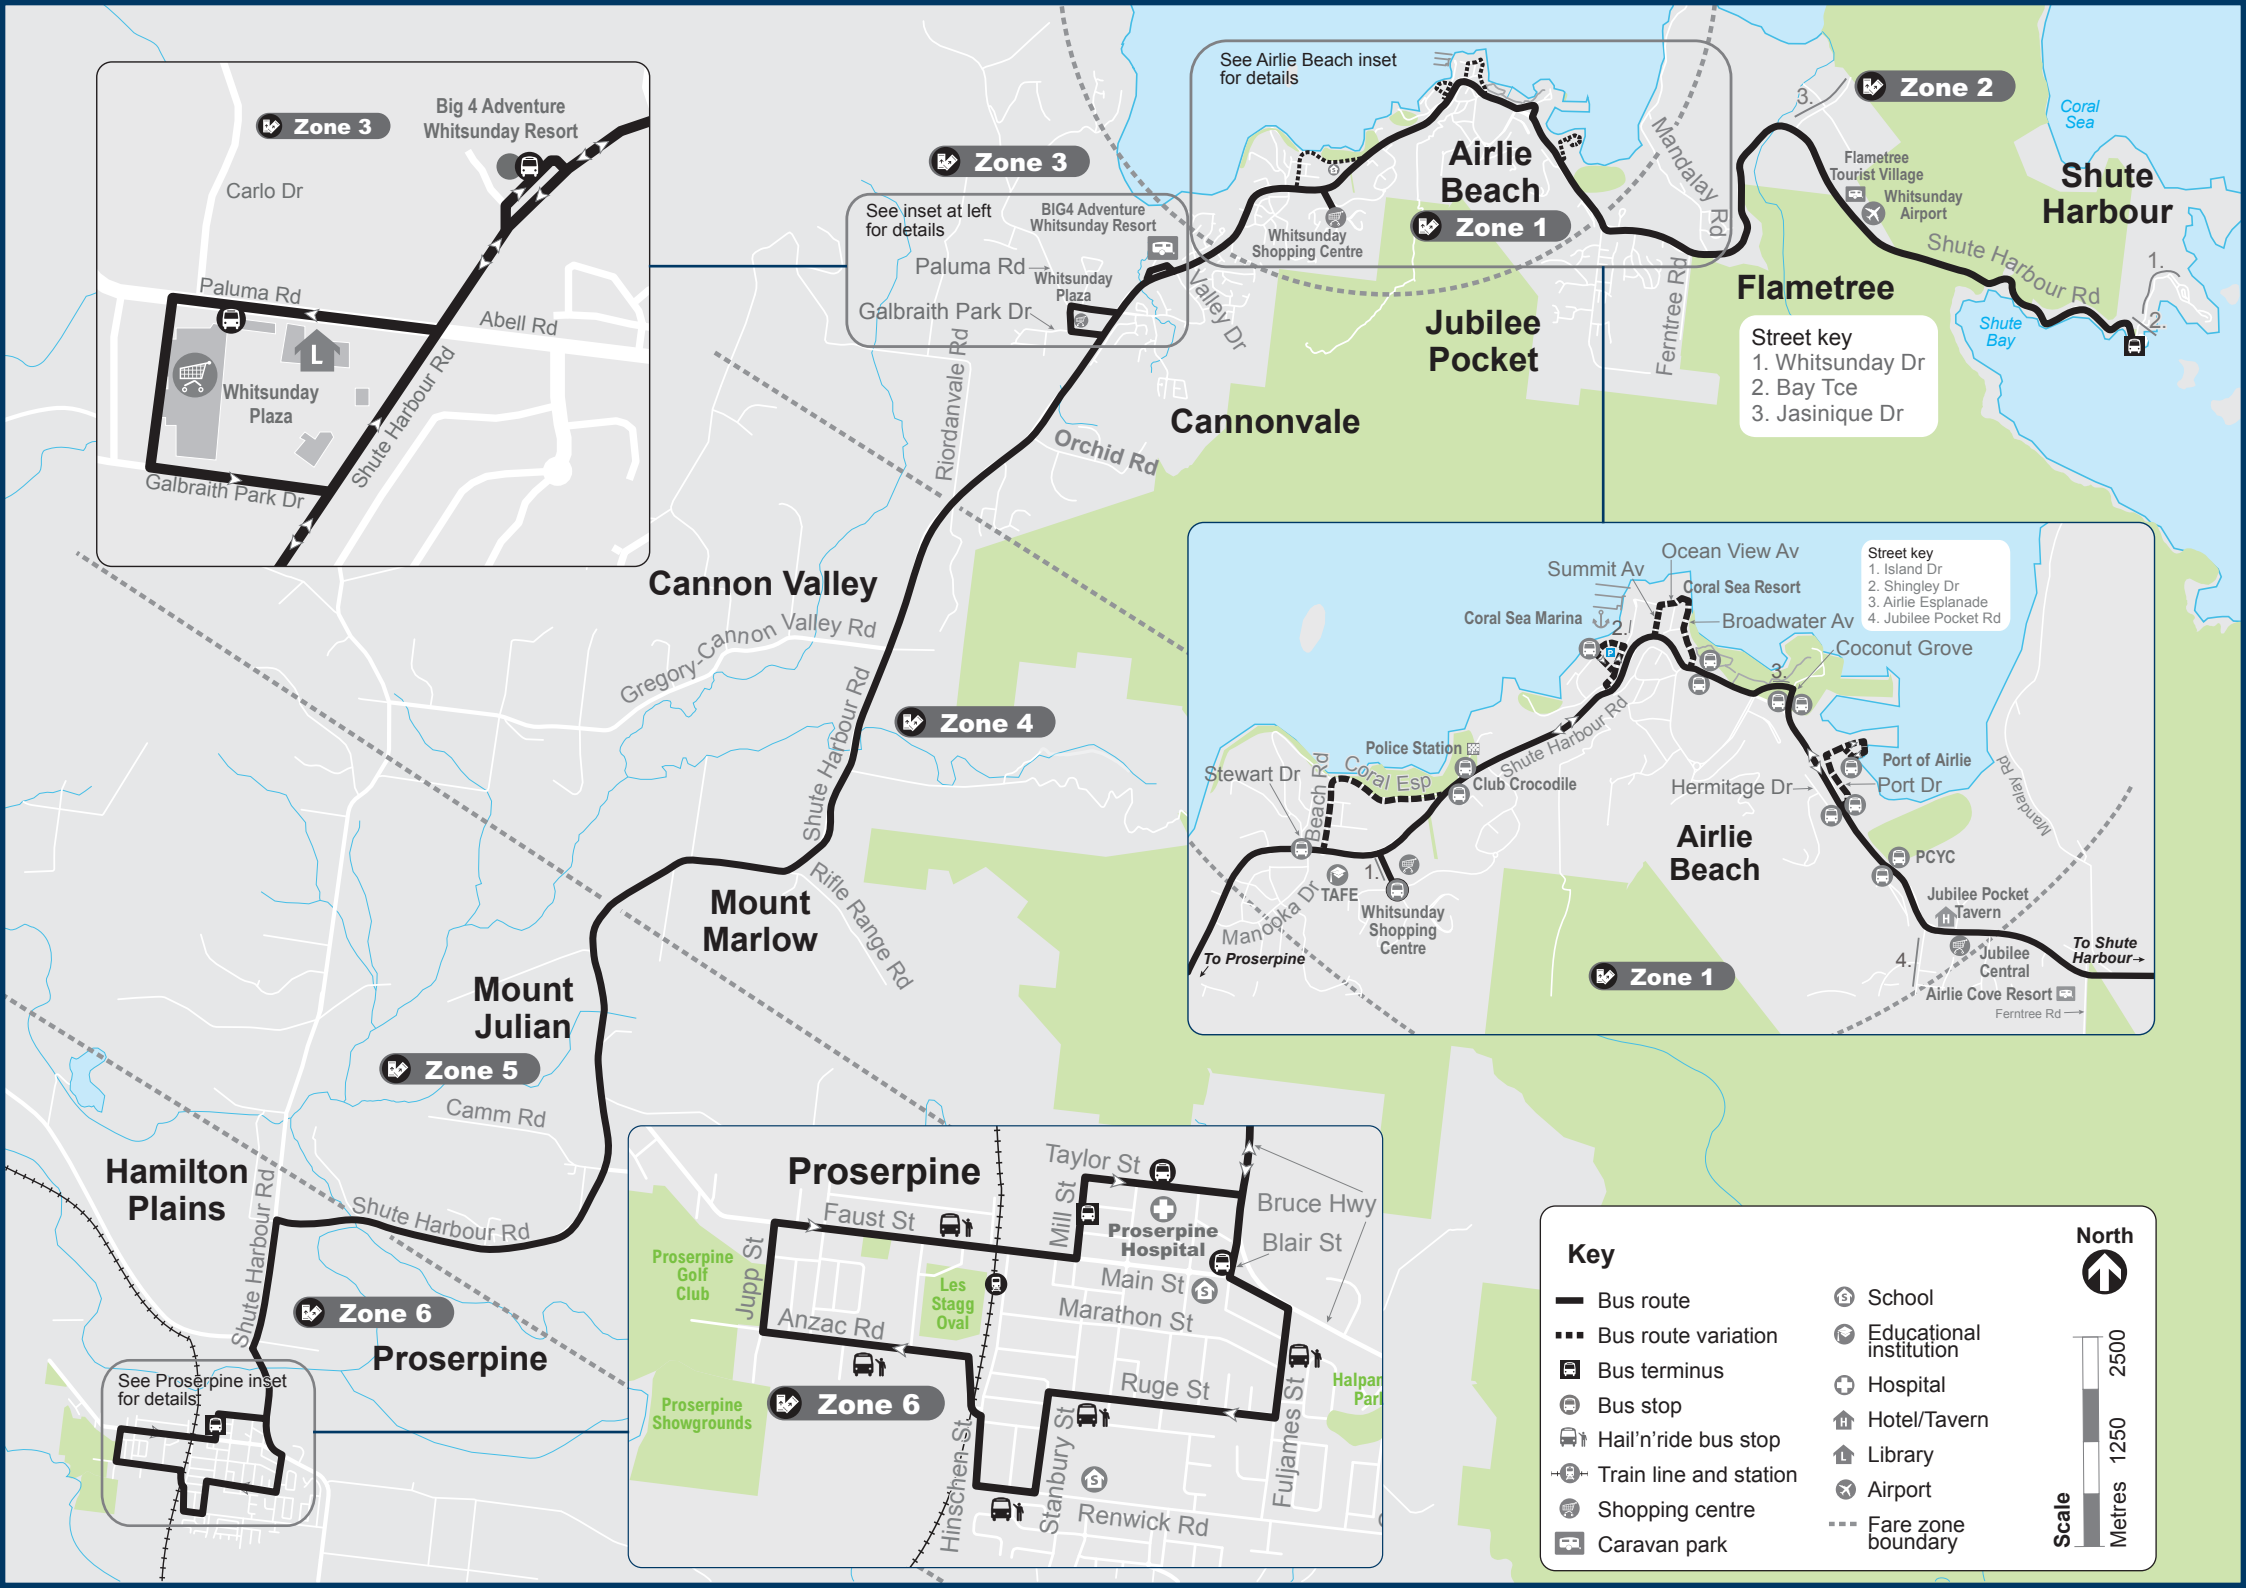 Zone 3
Big 4 Adventure
Whitsunday Resort
Carlo Dr
Paluma Rd
Abell Rd
Shute Harbour Rd
Whitsunday
Plaza
Galbraith Park Dr
See Airlie Beach inset
for details
Zone 3
See inset at left
for details
BIG4 Adventure
Whitsunday Resort
Paluma Rd
Whitsunday
Plaza
Galbraith Park Dr
Valley Dr
Riordanvale Rd
Orchid Rd
Whitsunday
Shopping Centre
Airlie
Beach
Zone 1
Mandalay Rd
Ferntree Rd
Jubilee
Pocket
Cannonvale
Zone 2
3.
Flametree
Tourist Village
Whitsunday
Airport
Coral
Sea
Shute
Harbour
Shute Harbour Rd
1.
2.
Shute
Bay
Flametree
Street key
1. Whitsunday Dr
2. Bay Tce
3. Jasinique Dr
Cannon Valley
Gregory-Cannon Valley Rd
Shute Harbour Rd
Zone 4
Mount
Marlow
Rifle Range Rd
Mount
Julian
Zone 5
Camm Rd
Hamilton
Plains
Shute Harbour Rd
Shute Harbour Rd
Zone 6
Proserpine
See Proserpine inset
for details
Ocean View Av
Summit Av
Coral Sea Resort
Coral Sea Marina
2.
P
Broadwater Av
Coconut Grove
3.
Street key
1. Island Dr
2. Shingley Dr
3. Airlie Esplanade
4. Jubilee Pocket Rd
Police Station
Stewart Dr
Beach Rd
Coral Esp
Shute Harbour Rd
Club Crocodile
Hermitage Dr
Port of Airlie
Port Dr
Mandalay Rd
Airlie
Beach
PCYC
1.
TAFE
Manooka Dr
Whitsunday
Shopping
Centre
To Proserpine
Jubilee Pocket
Tavern
H
Jubilee
Central
To Shute
Harbour
4.
Zone 1
Airlie Cove Resort
Ferntree Rd
Proserpine
Taylor St
Mill St
Faust St
Proserpine
Hospital
Bruce Hwy
Blair St
Proserpine
Golf
Club
Jupp St
Les
Stagg
Oval
Main St
S
Marathon St
Anzac Rd
Proserpine
Showgrounds
Zone 6
Ruge St
Halpan
Park
Hinschen St
Stanbury St
S
Fuljames St
Renwick Rd
Key
Bus route
Bus route variation
Bus terminus
Bus stop
Hail'n'ride bus stop
Train line and station
Shopping centre
Caravan park
School
Educational
institution
Hospital
Hotel/Tavern
Library
Airport
Fare zone
boundary
North
Scale
Metres 1250 2500